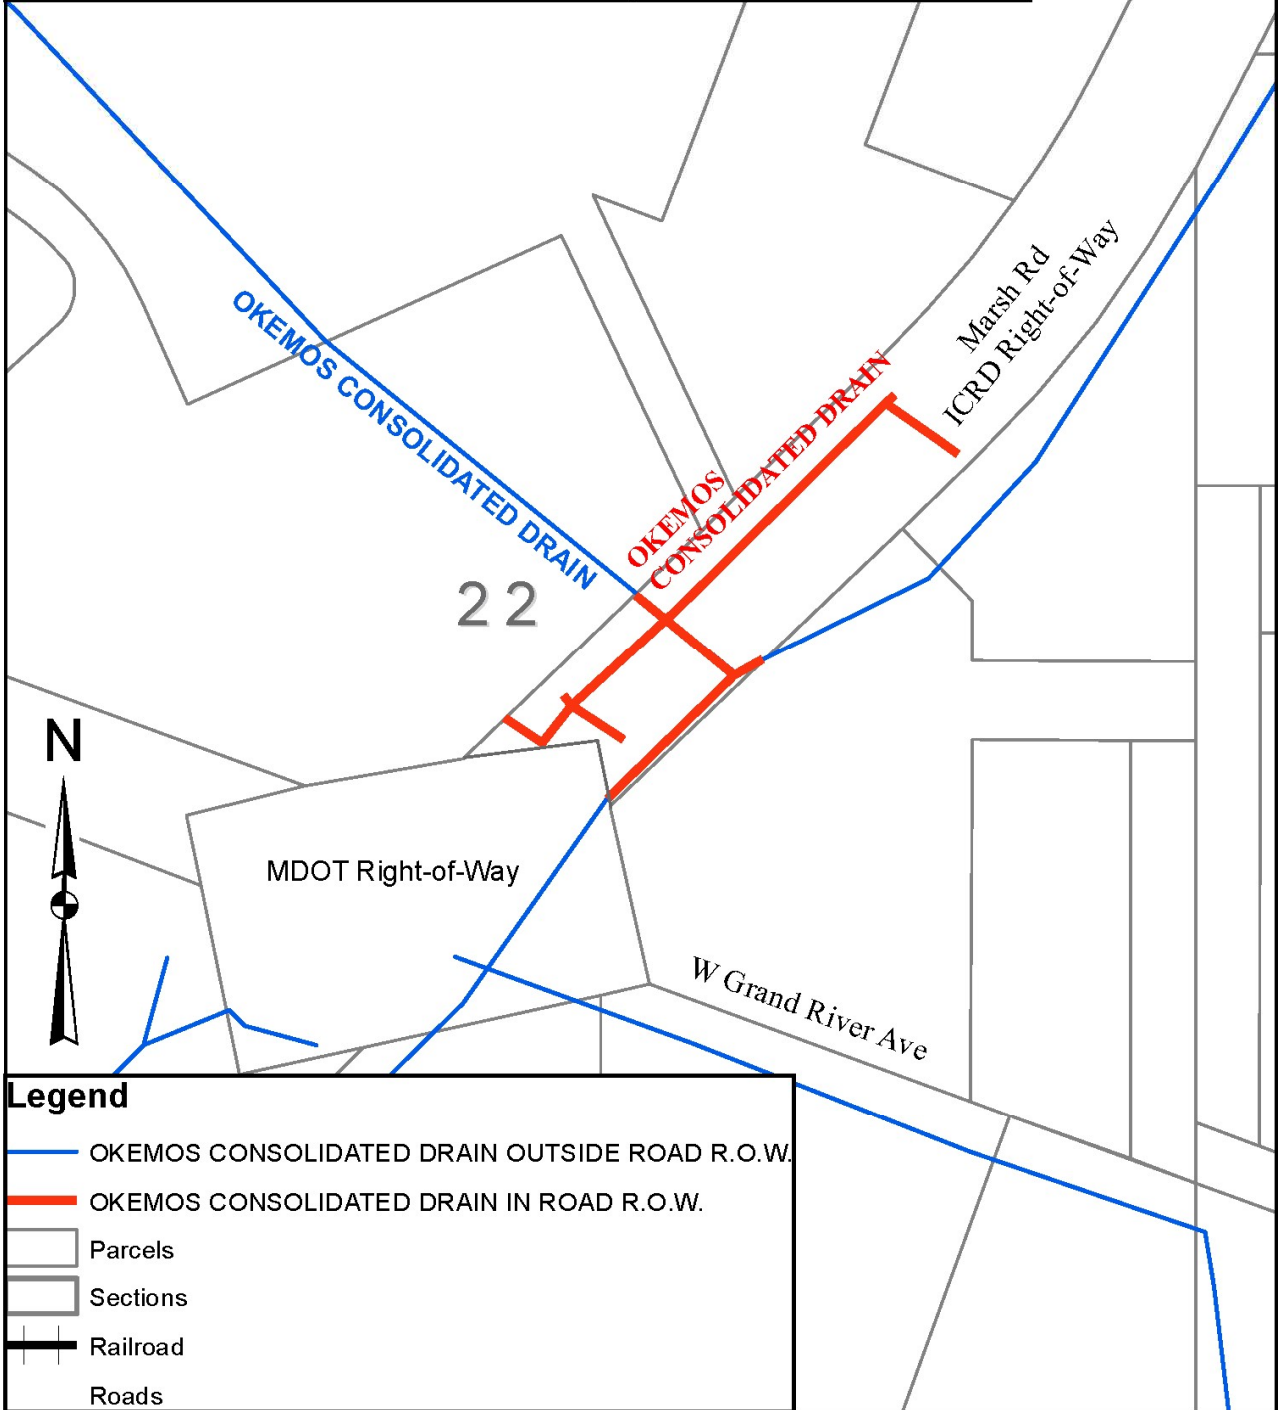 Marsh Rd
ICRD Right-of-Way
OKEMOS CONSOLIDATED DRAIN
OKEMOS
CONSOLIDATED DRAIN
22
N
MDOT Right-of-Way
W Grand River Ave
Legend
OKEMOS CONSOLIDATED DRAIN OUTSIDE ROAD R.O.W.
OKEMOS CONSOLIDATED DRAIN IN ROAD R.O.W.
Parcels
Sections
Railroad
Roads